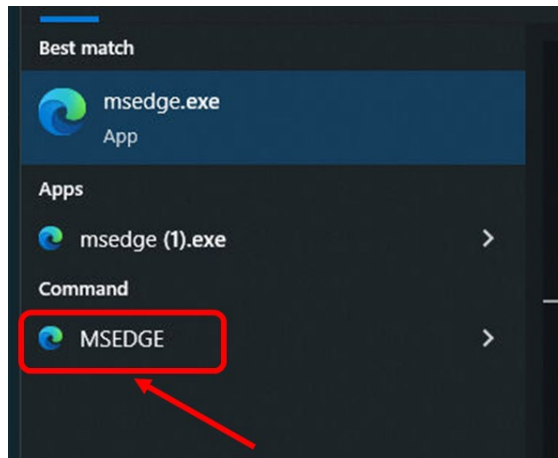 Best match
msedge.exe
App
Apps
msedge (1).exe
Command
MSEDGE